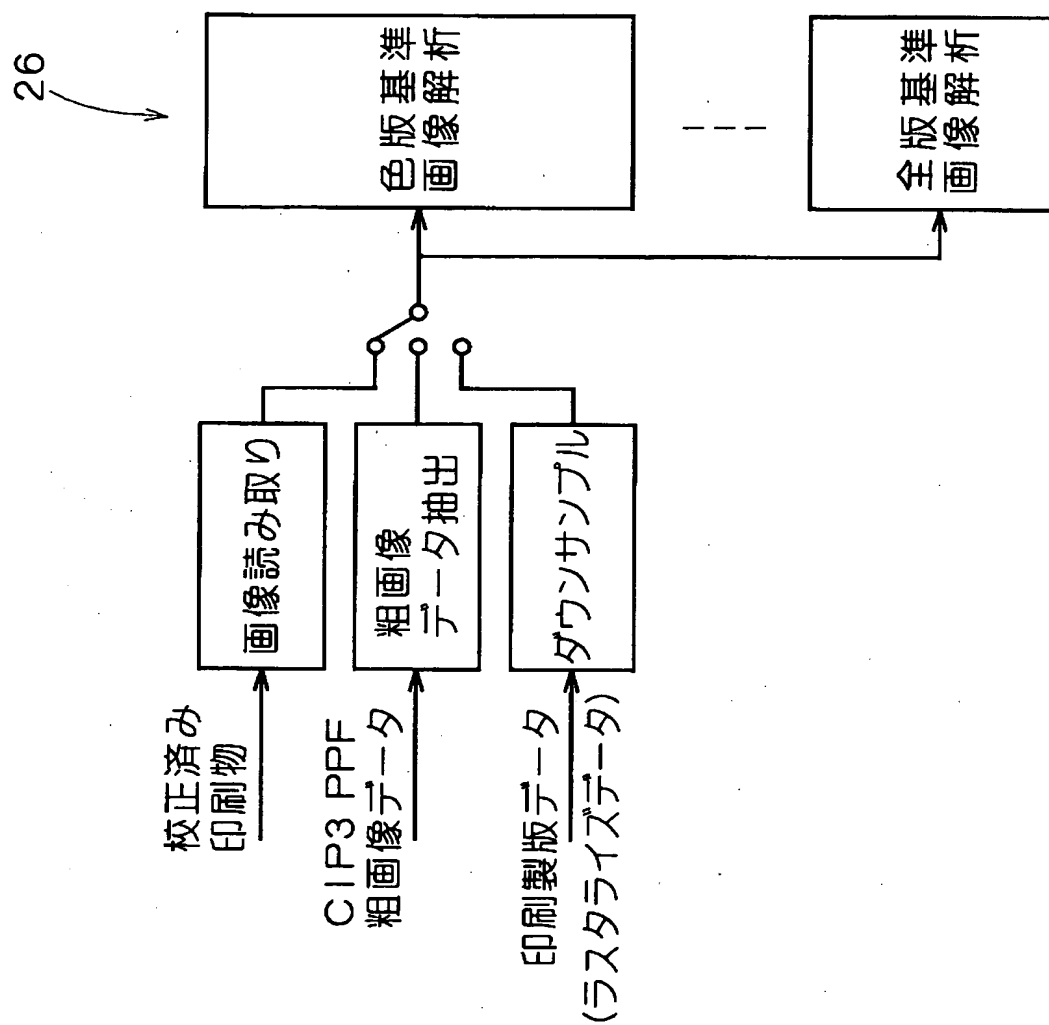 26
校正済み
印刷物
画像読み取り
CIP3 PPF
粗画像データ
粗画像
データ抽出
印刷製版データ
(ラスタライズデータ)
ダウンサンプル
色版基準
画像解析
全版基準
画像解析